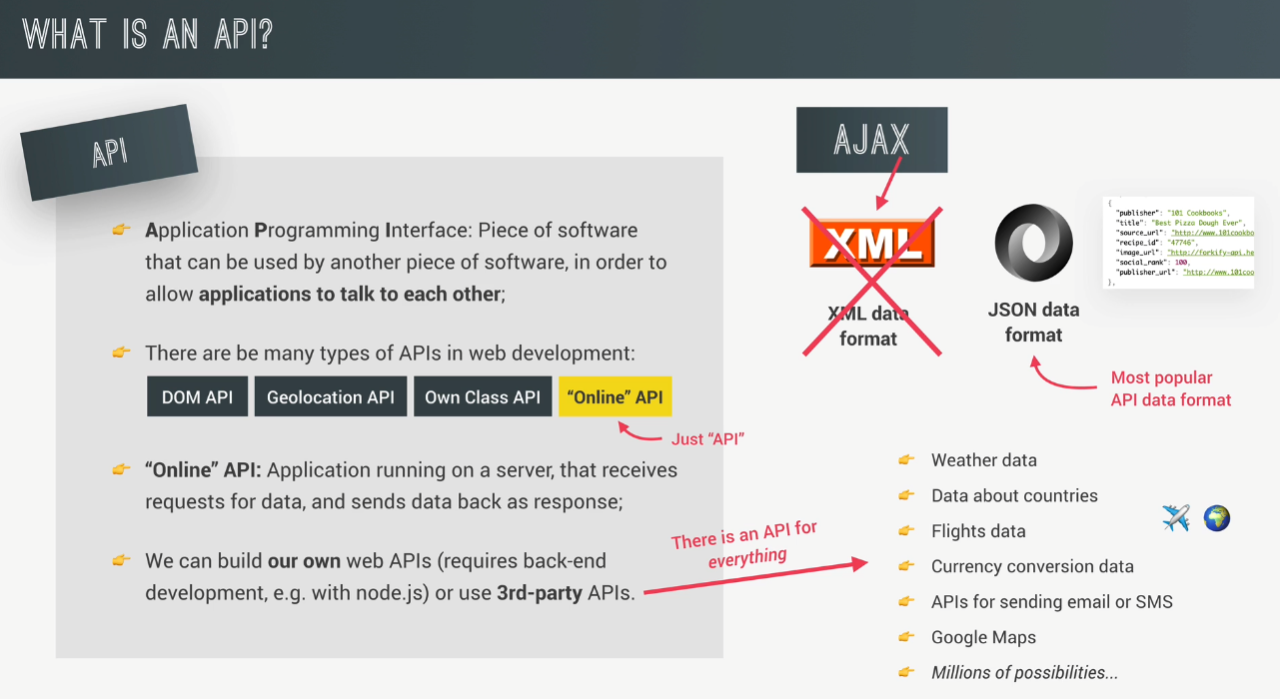 WHAT IS AN API?
API
Application Programming Interface: Piece of software
that can be used by another piece of software, in order to
allow applications to talk to each other;
There are be many types of APIs in web development:
DOM API
Geolocation API
Own Class API
“Online” API
Just “API”
“Online” API: Application running on a server, that receives
requests for data, and sends data back as response;
We can build our own web APIs (requires back-end
development, e.g. with node.js) or use 3rd-party APIs.
There is an API for
everything
AJAX
XML
XML data
format
JSON data
format
{
"publisher": "101 Cookbooks",
"title": "Best Pizza Dough Ever",
"source_url": "http://www.101cookbo
"recipe_id": "47746",
"image_url": "http://forkify-api.he
"social_rank": 100,
"publisher_url": "http://www.101coo
},
Most popular
API data format
Weather data
Data about countries
Flights data
Currency conversion data
APIs for sending email or SMS
Google Maps
Millions of possibilities...